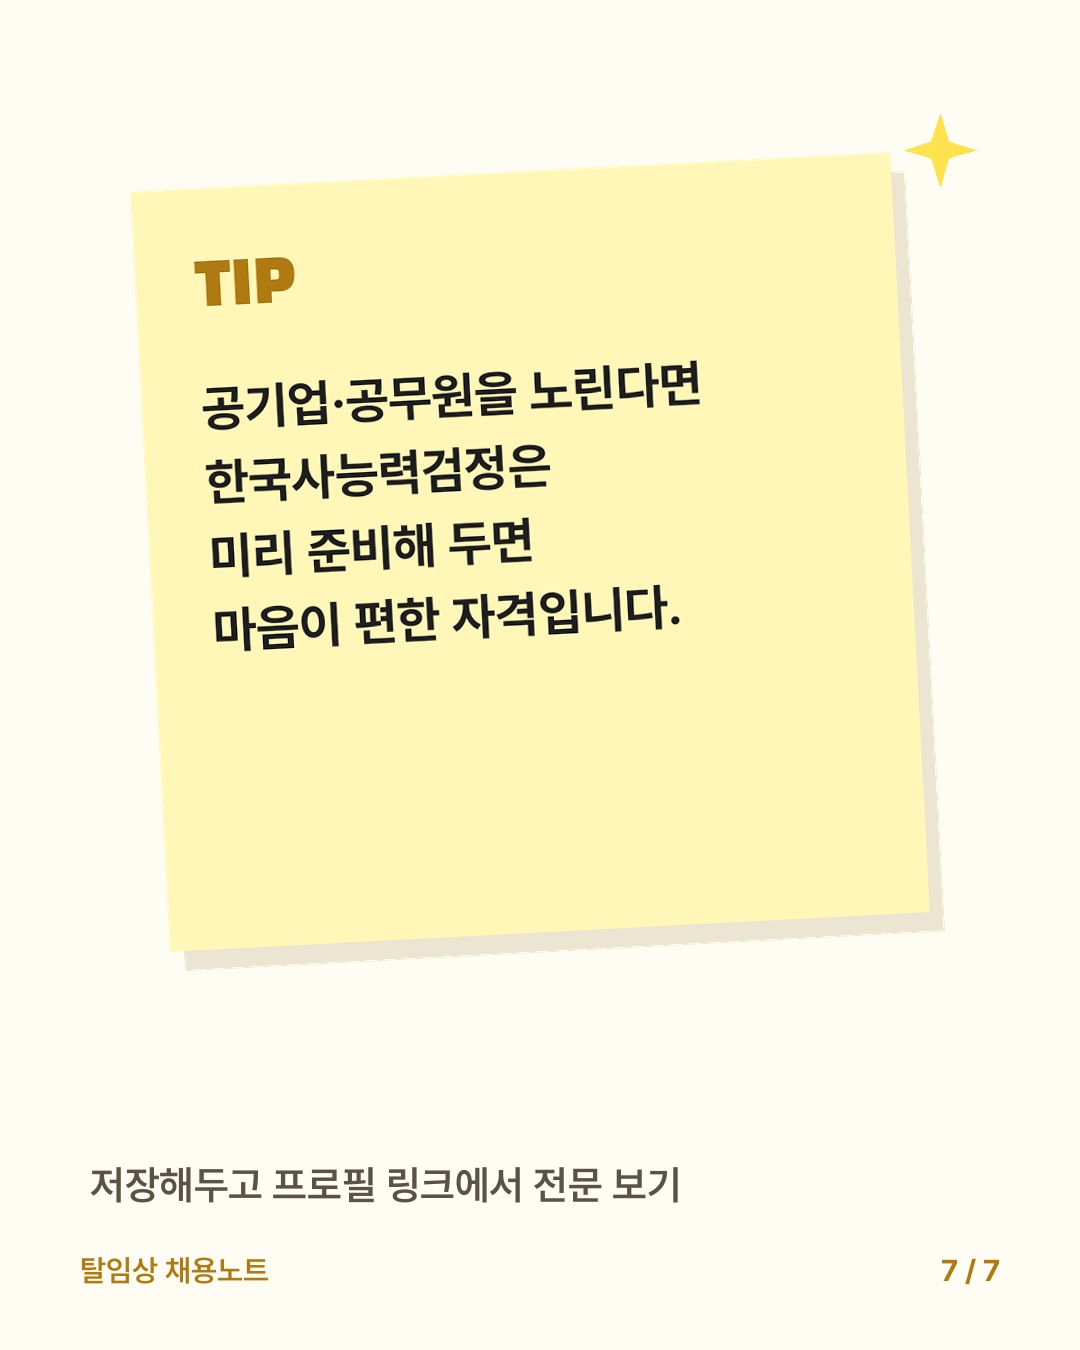 TIP
공기업·공무원을 노린다면
한국사능력검정은
미리 준비해 두면
마음이 편한 자격입니다.
저장해두고 프로필 링크에서 전문 보기
탈임상 채용노트
7 / 7